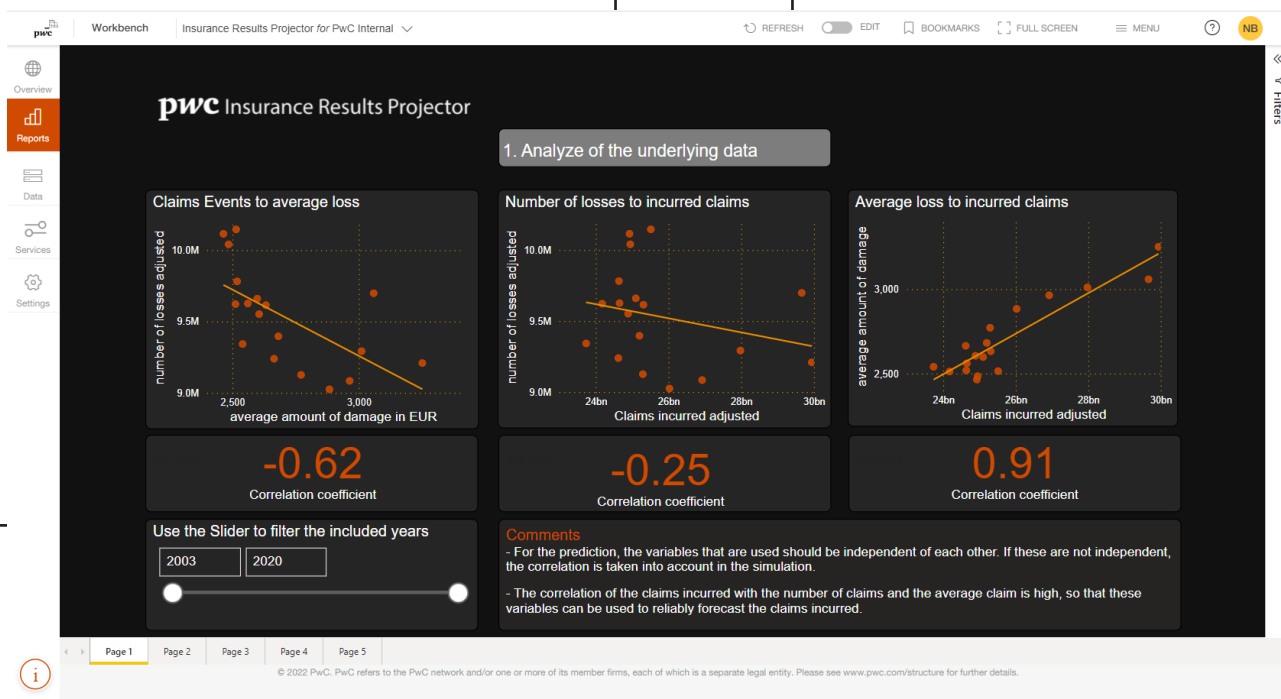 pwc
Workbench
Insurance Results Projector for PwC Internal
REFRESH
EDIT
BOOKMARKS
FULL SCREEN
MENU
?
NB
Overview
Reports
Data
Services
Settings
Filters
pwc Insurance Results Projector
1. Analyze of the underlying data
Claims Events to average loss
number of losses adjusted
10.0M
9.5M
9.0M
2,500
3,000
average amount of damage in EUR
Number of losses to incurred claims
number of losses adjusted
10.0M
9.5M
9.0M
24bn
26bn
28bn
30bn
Claims incurred adjusted
Average loss to incurred claims
average amount of damage
3,000
2,500
24bn
26bn
28bn
30bn
Claims incurred adjusted
-0.62
Correlation coefficient
-0.25
Correlation coefficient
0.91
Correlation coefficient
Use the Slider to filter the included years
2003
2020
Comments
- For the prediction, the variables that are used should be independent of each other. If these are not independent,
the correlation is taken into account in the simulation.
- The correlation of the claims incurred with the number of claims and the average claim is high, so that these
variables can be used to reliably forecast the claims incurred.
Page 1
Page 2
Page 3
Page 4
Page 5
i
© 2022 PwC. PwC refers to the PwC network and/or one or more of its member firms, each of which is a separate legal entity. Please see www.pwc.com/structure for further details.